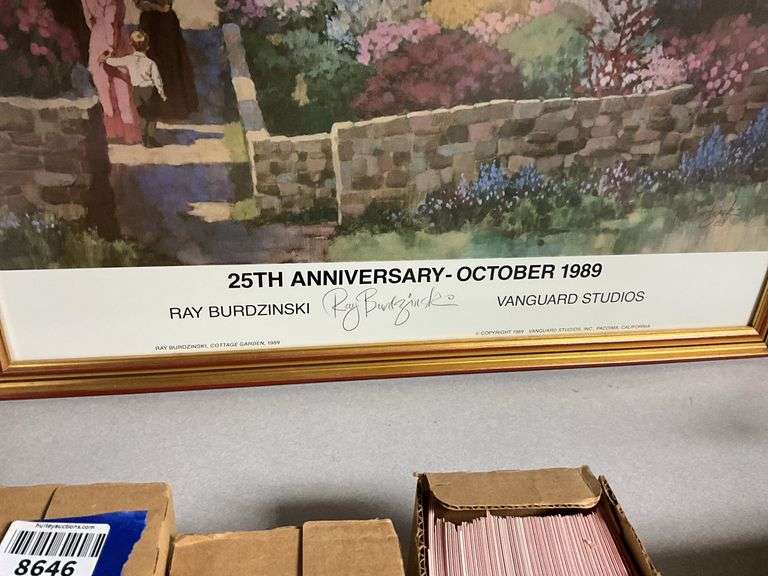 25TH ANNIVERSARY- OCTOBER 1989
RAY BURDZINSKI Ray Burdzinski VANGUARD STUDIOS
RAY BURDZINSKI, COTTAGE GARDEN, 1989
© COPYRIGHT 1989 VANGUARD STUDIOS, INC., PACOIMA, CALIFORNIA
hurleyauctions.com
8646